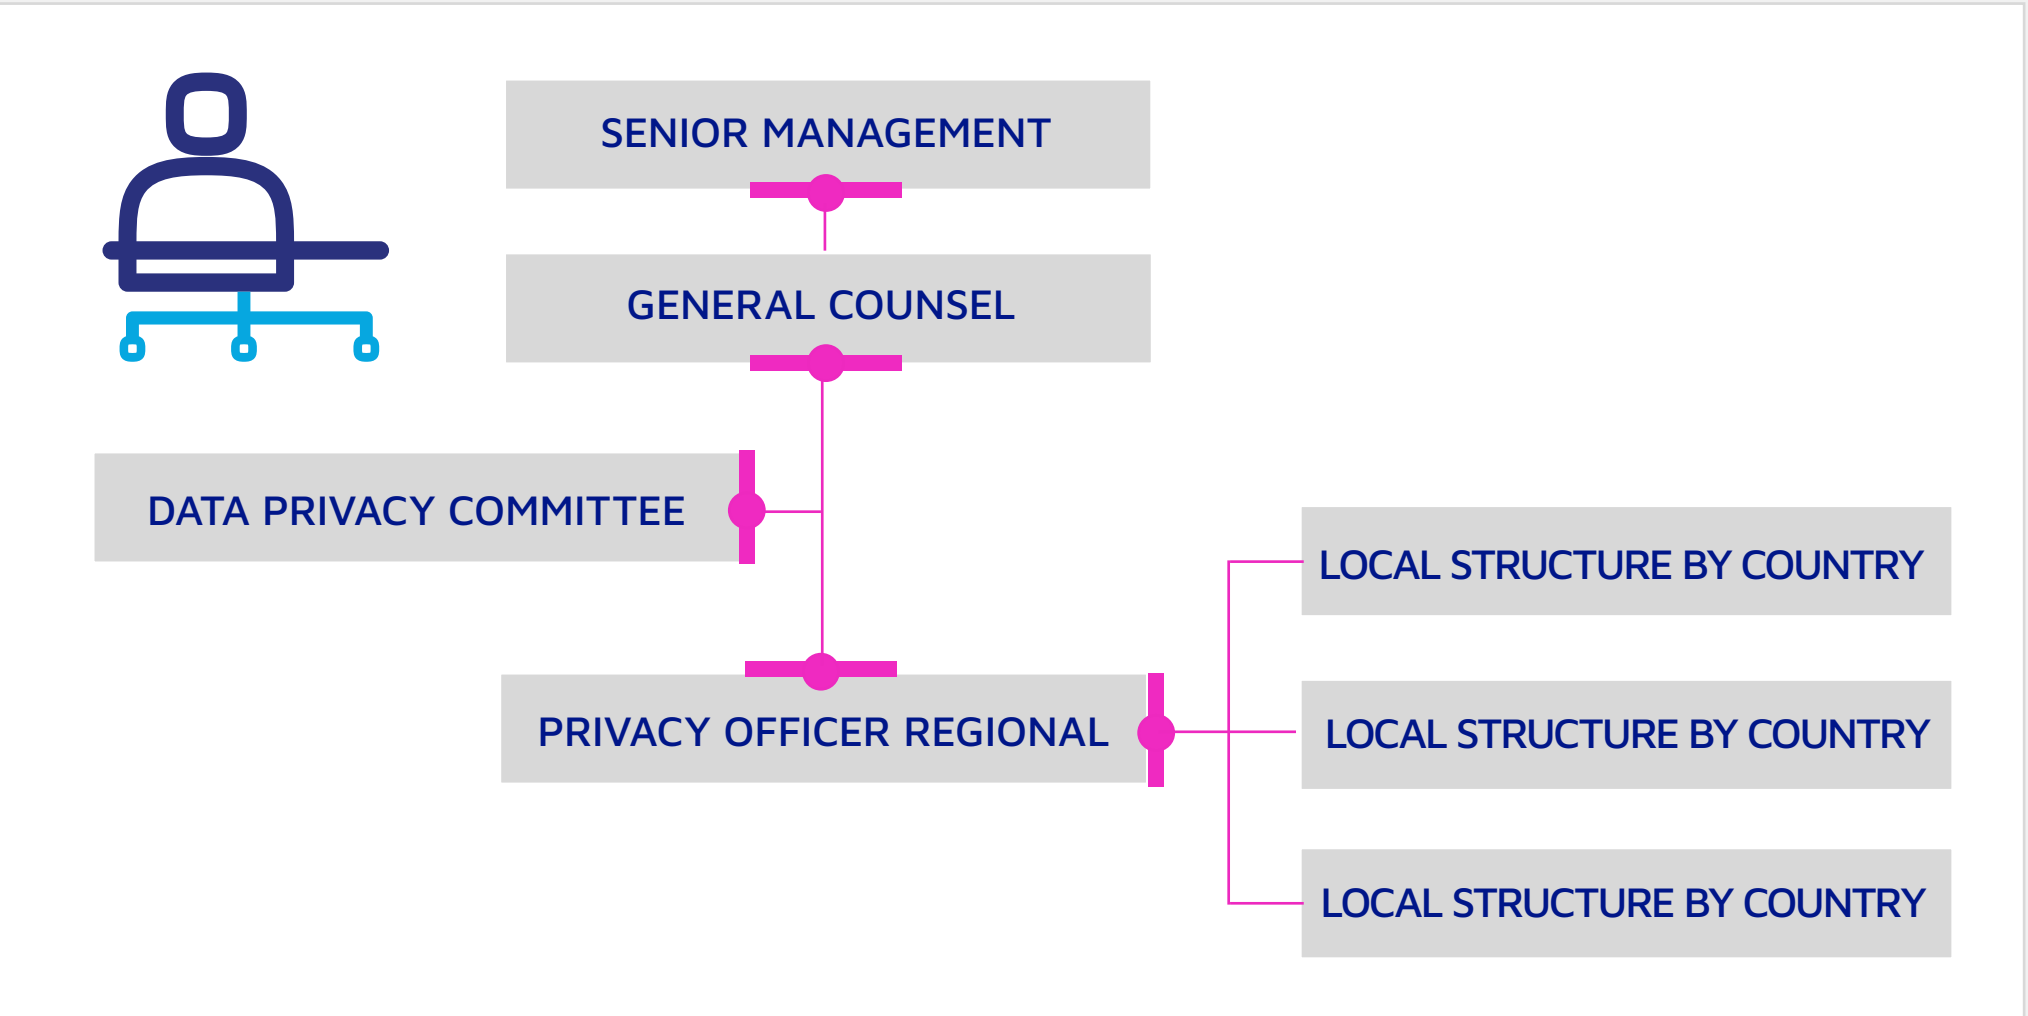 SENIOR MANAGEMENT
GENERAL COUNSEL
DATA PRIVACY COMMITTEE
PRIVACY OFFICER REGIONAL
LOCAL STRUCTURE BY COUNTRY
LOCAL STRUCTURE BY COUNTRY
LOCAL STRUCTURE BY COUNTRY